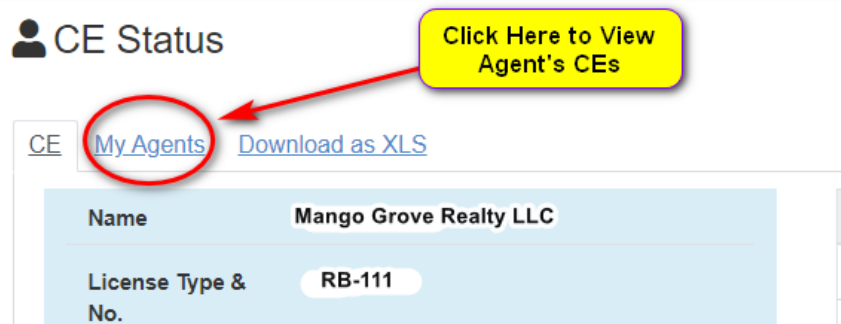 CE Status
Click Here to View
Agent's CEs
CE My Agents Download as XLS
Name Mango Grove Realty LLC
License Type & RB-111
No.